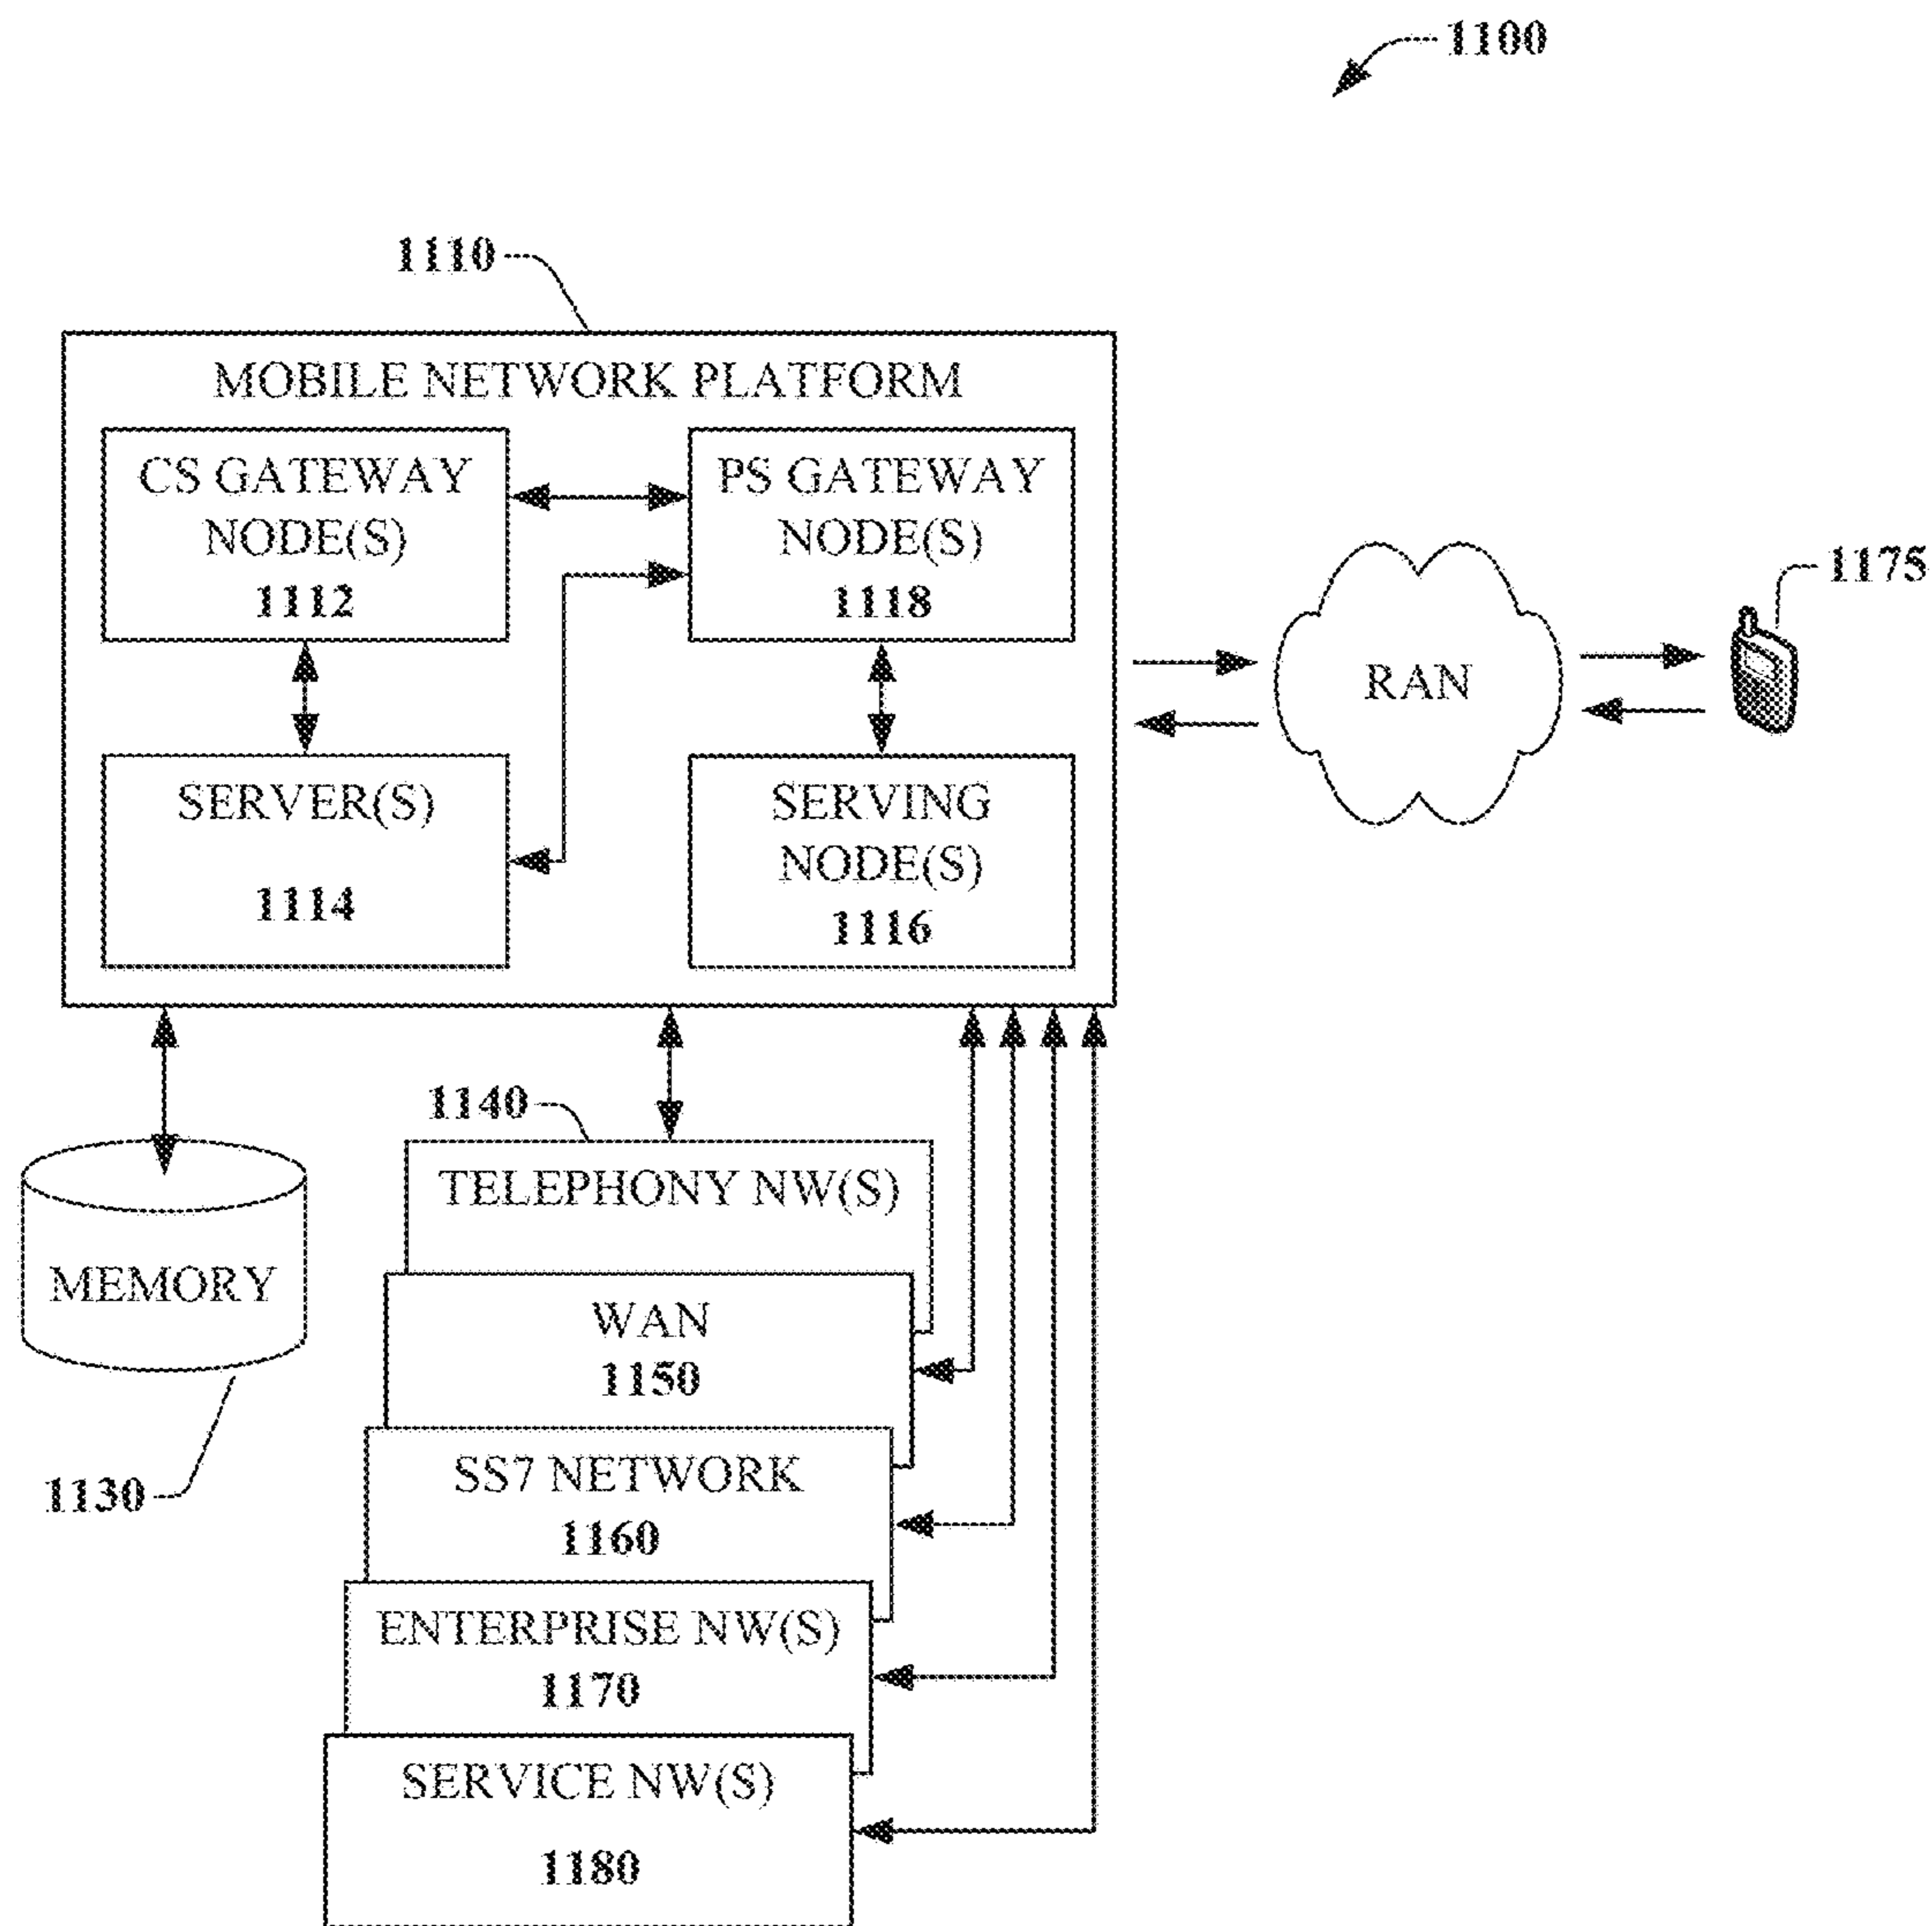 1100
1110
MOBILE NETWORK PLATFORM
CS GATEWAY
NODE(S)
1112
PS GATEWAY
NODE(S)
1118
SERVER(S)
1114
SERVING
NODE(S)
1116
RAN
1175
1140
TELEPHONY NW(S)
MEMORY
1130
WAN
1150
SS7 NETWORK
1160
ENTERPRISE NW(S)
1170
SERVICE NW(S)
1180